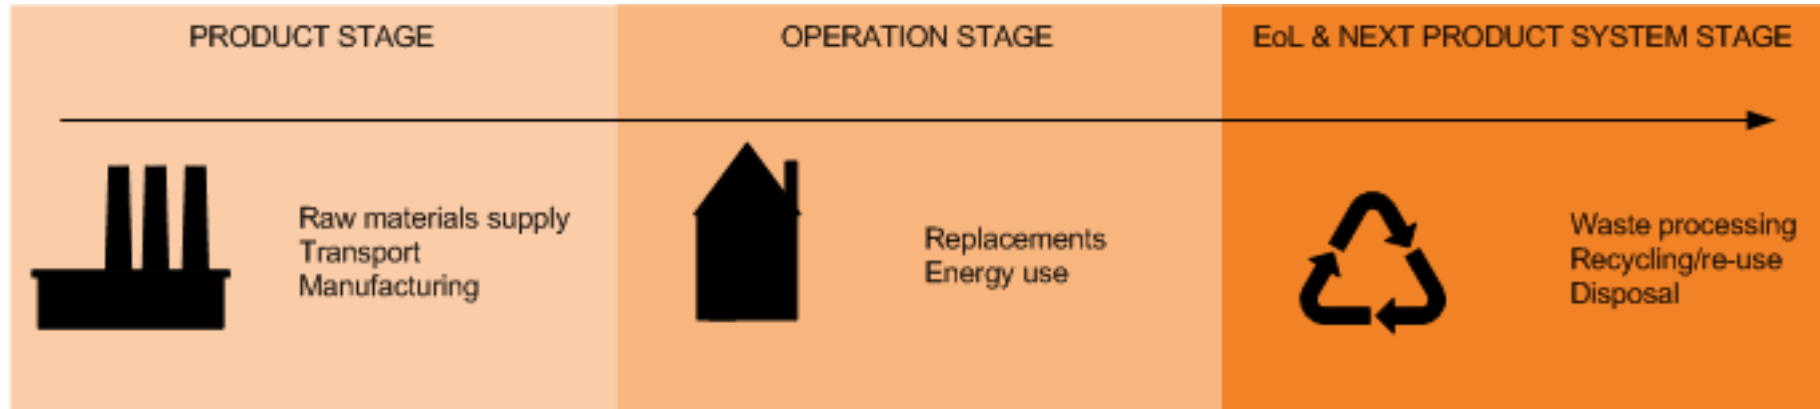 PRODUCT STAGE
OPERATION STAGE
EoL & NEXT PRODUCT SYSTEM STAGE
Raw materials supply
Transport
Manufacturing
Replacements
Energy use
Waste processing
Recycling/re-use
Disposal